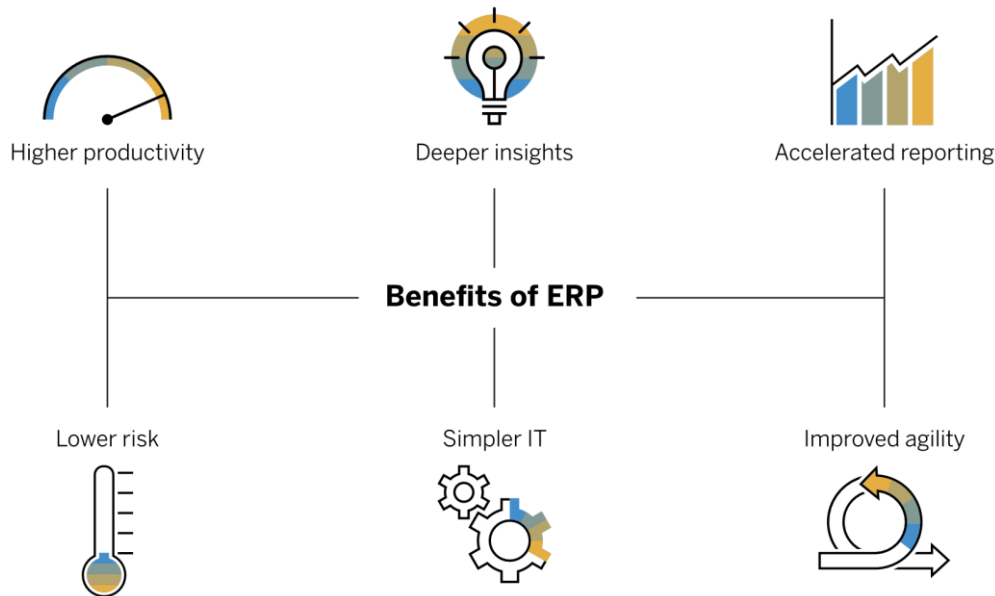 Higher productivity
Deeper insights
Accelerated reporting
Benefits of ERP
Lower risk
Simpler IT
Improved agility